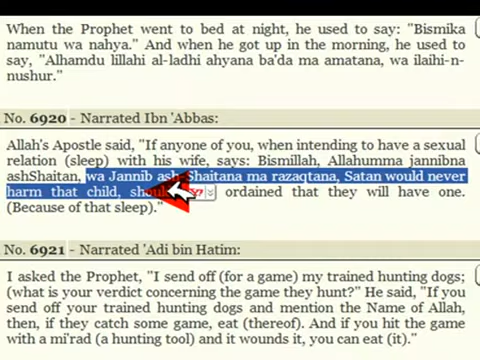 When the Prophet went to bed at night, he used to say: "Bismika
namutu wa nahya." And when he got up in the morning, he used to
say, "Alhamdu lillahi al-ladhi ahyana ba'da ma amatana, wa ilaihi-n-
nushur."
No. 6920 - Narrated Ibn 'Abbas:
Allah's Apostle said, "If anyone of you, when intending to have a sexual
relation (sleep) with his wife, says: Bismillah, Allahumma jannibna
ashShaitan, wa Jannib ash-Shaitana ma razaqtana, Satan would never
harm that child, ordained that they will have one.
(Because of that sleep)."
No. 6921 - Narrated 'Adi bin Hatim:
I asked the Prophet, "I send off (for a game) my trained hunting dogs;
(what is your verdict concerning the game they hunt?" He said, "If you
send off your trained hunting dogs and mention the Name of Allah,
then, if they catch some game, eat (thereof). And if you hit the game
with a mi'rad (a hunting tool) and it wounds it, you can eat (it)."